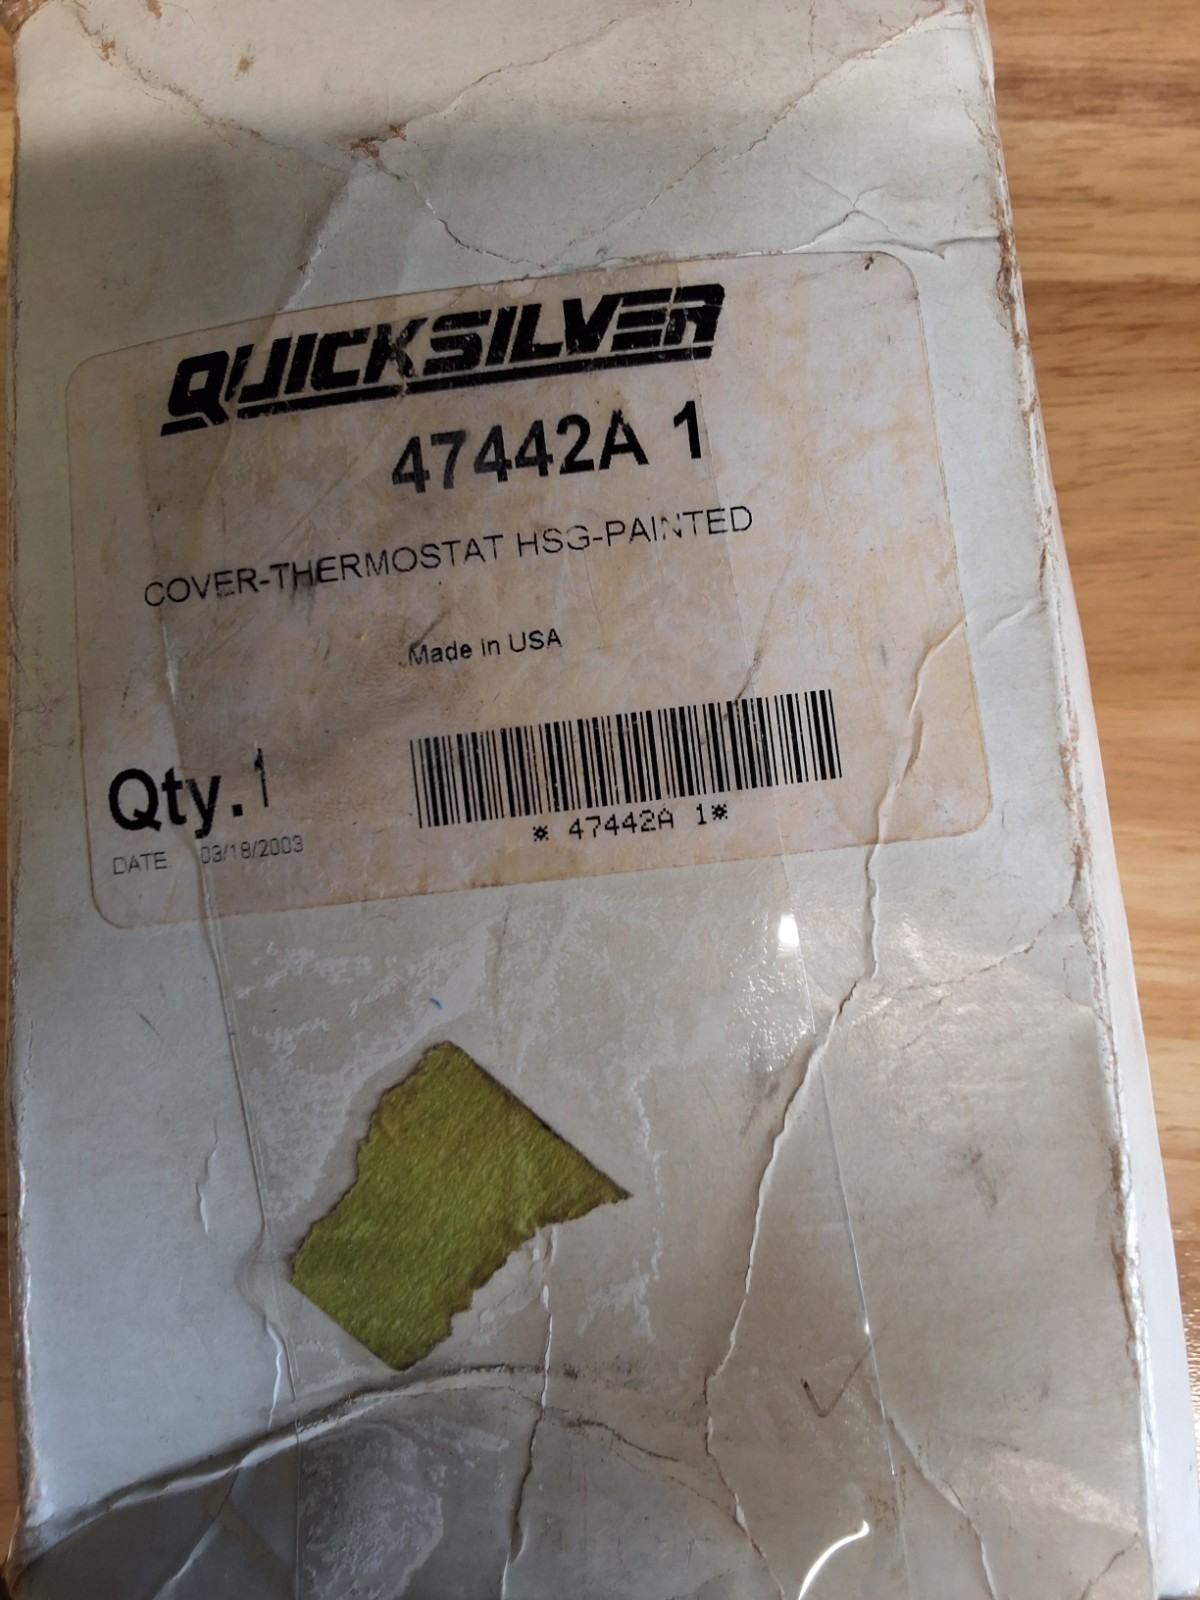 QUICKSILVER
47442A 1
COVER-THERMOSTAT HSG-PAINTED
Made In USA
Qty.1
* 47442A 1*
DATE 03/18/2003